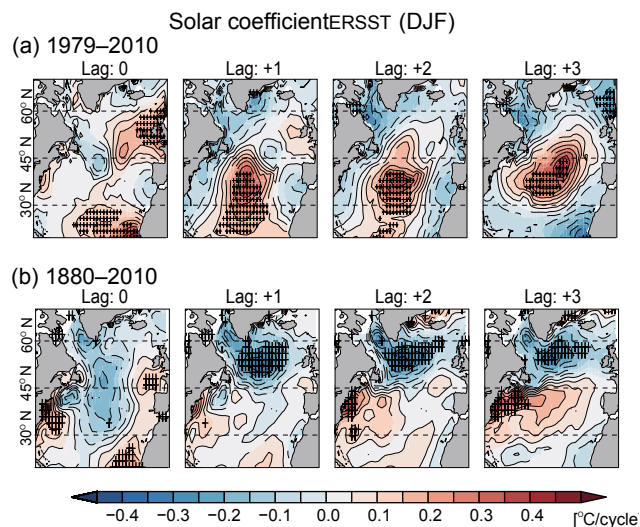 Solar coefficientERSST (DJF)
(a) 1979–2010
Lag: 0 Lag: +1 Lag: +2 Lag: +3
60° N
45° N
30° N
(b) 1880–2010
Lag: 0 Lag: +1 Lag: +2 Lag: +3
60° N
45° N
30° N
−0.4 −0.3 −0.2 −0.1 0.0 0.1 0.2 0.3 0.4
[°C/cycle]